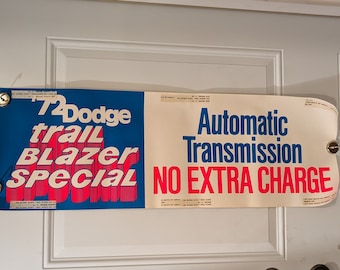 '72 Dodge
trail
BLAZER
SPECIAL
Automatic
Transmission
NO EXTRA CHARGE